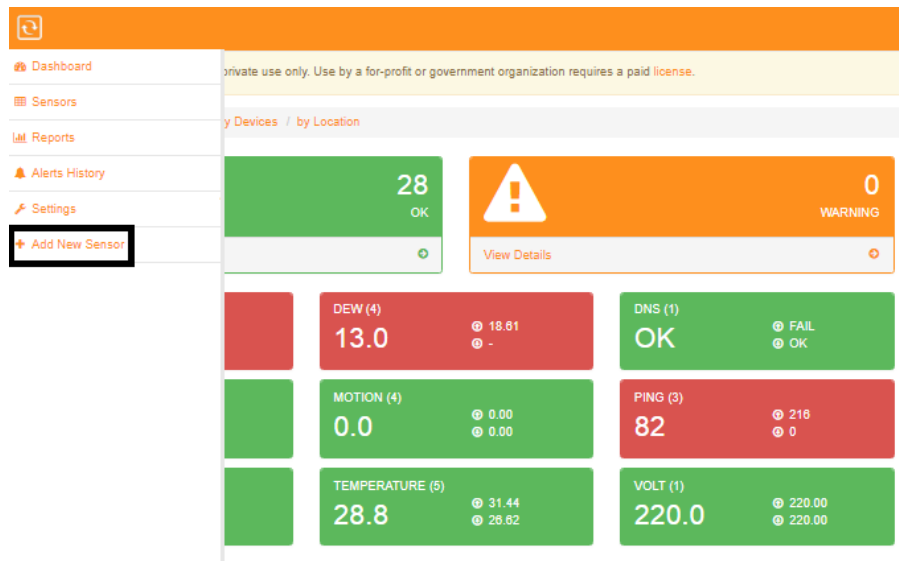 Dashboard
Sensors
Reports
Alerts History
Settings
Add New Sensor
private use only. Use by a for-profit or government organization requires a paid license.
y Devices / by Location
28
OK
0
WARNING
View Details
DEW (4)
13.0
18.61
-
DNS (1)
OK
FAIL
OK
MOTION (4)
0.0
0.00
0.00
PING (3)
82
216
0
TEMPERATURE (5)
28.8
31.44
26.62
VOLT (1)
220.0
220.00
220.00